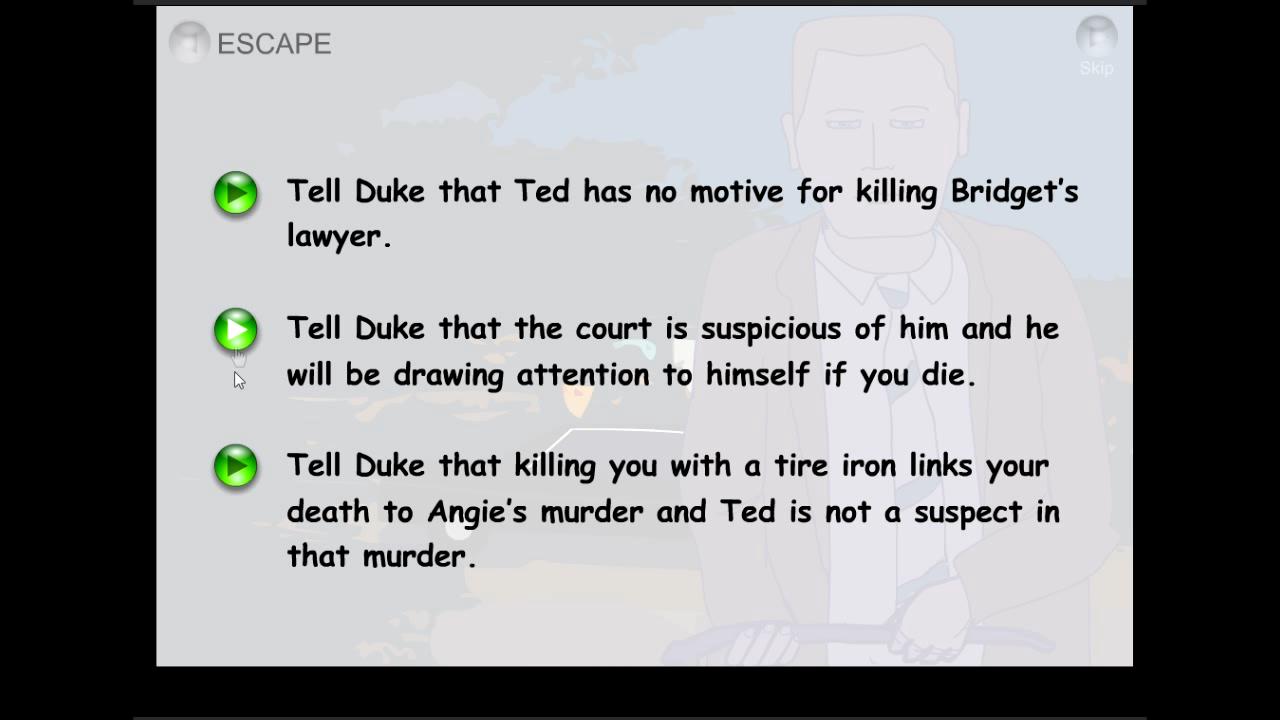 ESCAPE
Skip
Tell Duke that Ted has no motive for killing Bridget's
lawyer.
Tell Duke that the court is suspicious of him and he
will be drawing attention to himself if you die.
Tell Duke that killing you with a tire iron links your
death to Angie's murder and Ted is not a suspect in
that murder.